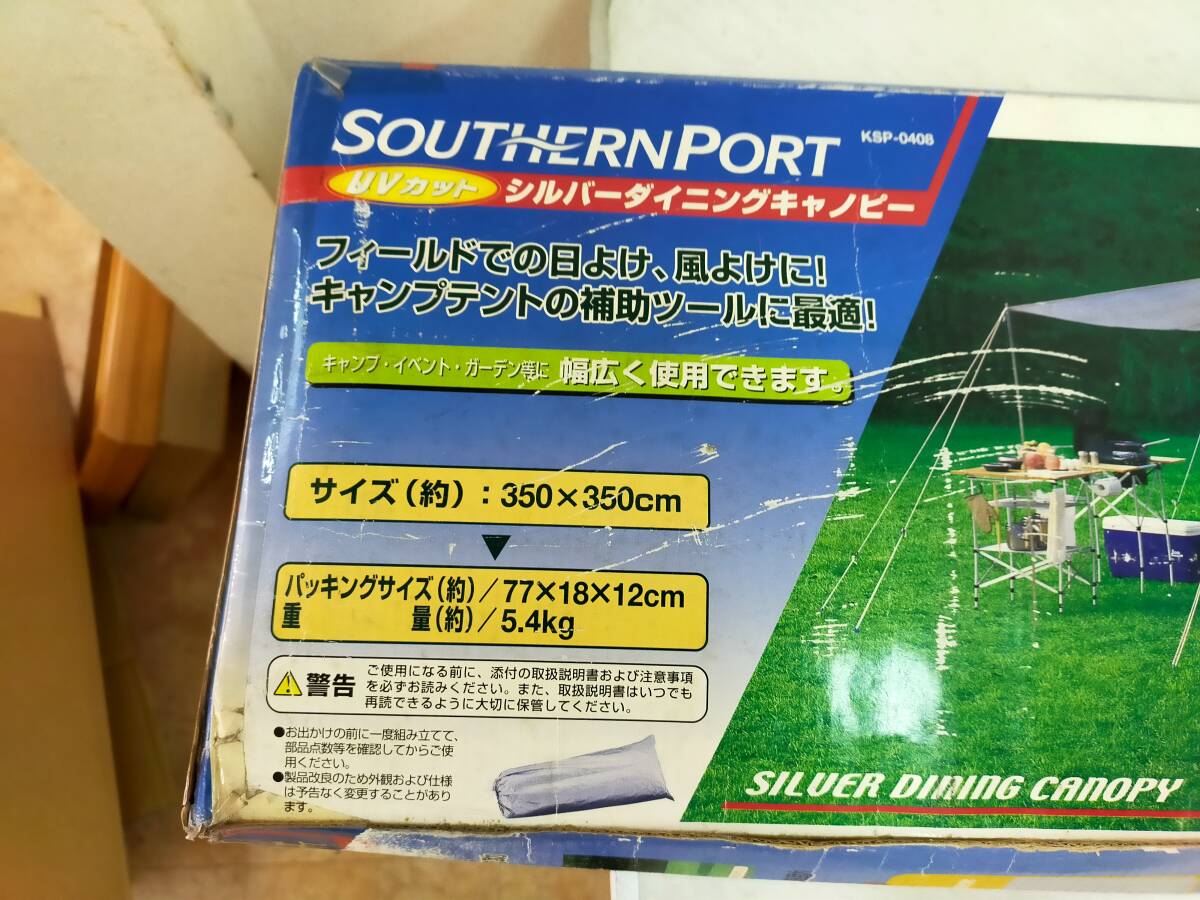 SOUTHERNPORT
KSP-0408
UVカット シルバーダイニングキャノピー
フィールドでの日よけ、風よけに!
キャンプテントの補助ツールに最適!
キャンプ・イベント・ガーデン等に 幅広く使用できます。
サイズ(約):350×350cm
パッキングサイズ(約)/77×18×12cm
重 量(約)/5.4kg
警告
ご使用になる前に、添付の取扱説明書および注意事項
を必ずお読みください。また、取扱説明書はいつでも
再読できるように大切に保管してください。
●お出かけの前に一度組み立てて、
部品点数等を確認してからご使
用ください。
●製品改良のため外観および仕様
は予告なく変更することがあり
ます。
SILVER DINING CANOPY